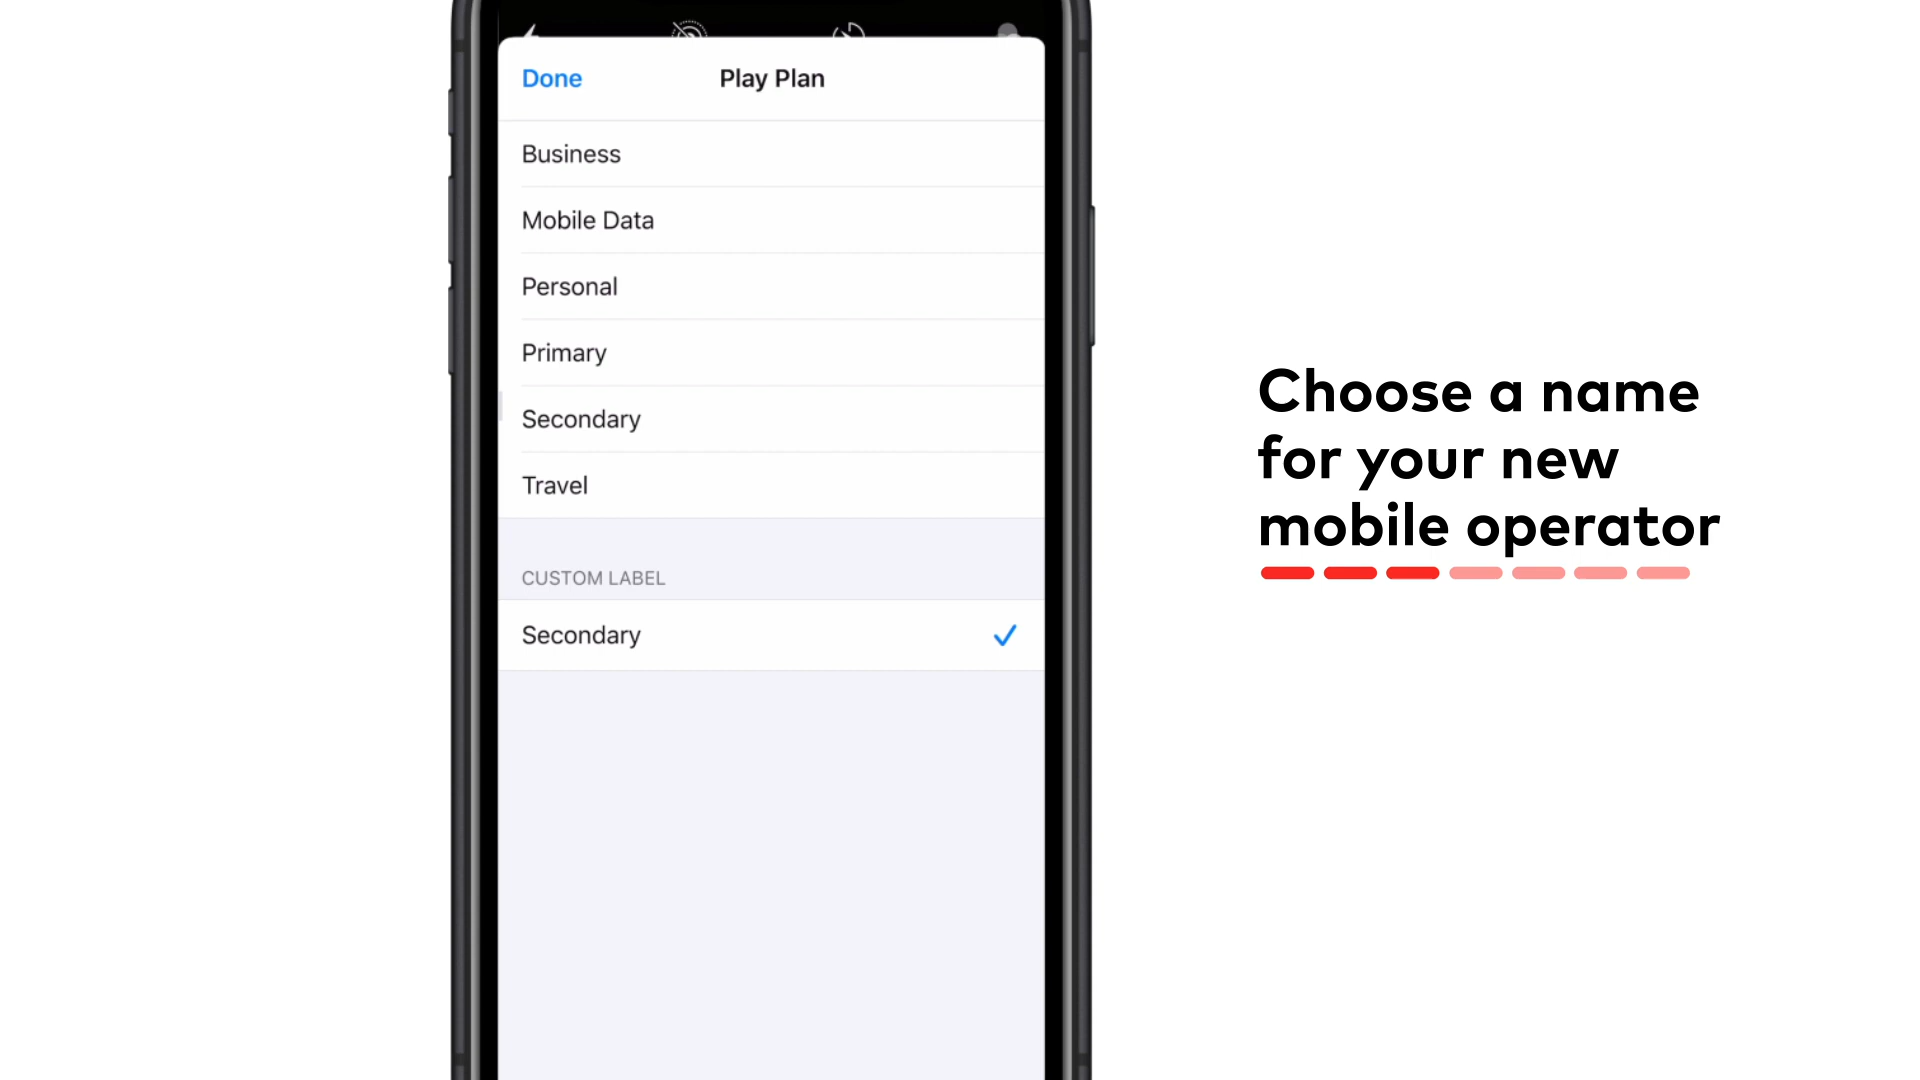 Done
Play Plan
Business
Mobile Data
Personal
Primary
Secondary
Travel
CUSTOM LABEL
Secondary
Choose a name
for your new
mobile operator